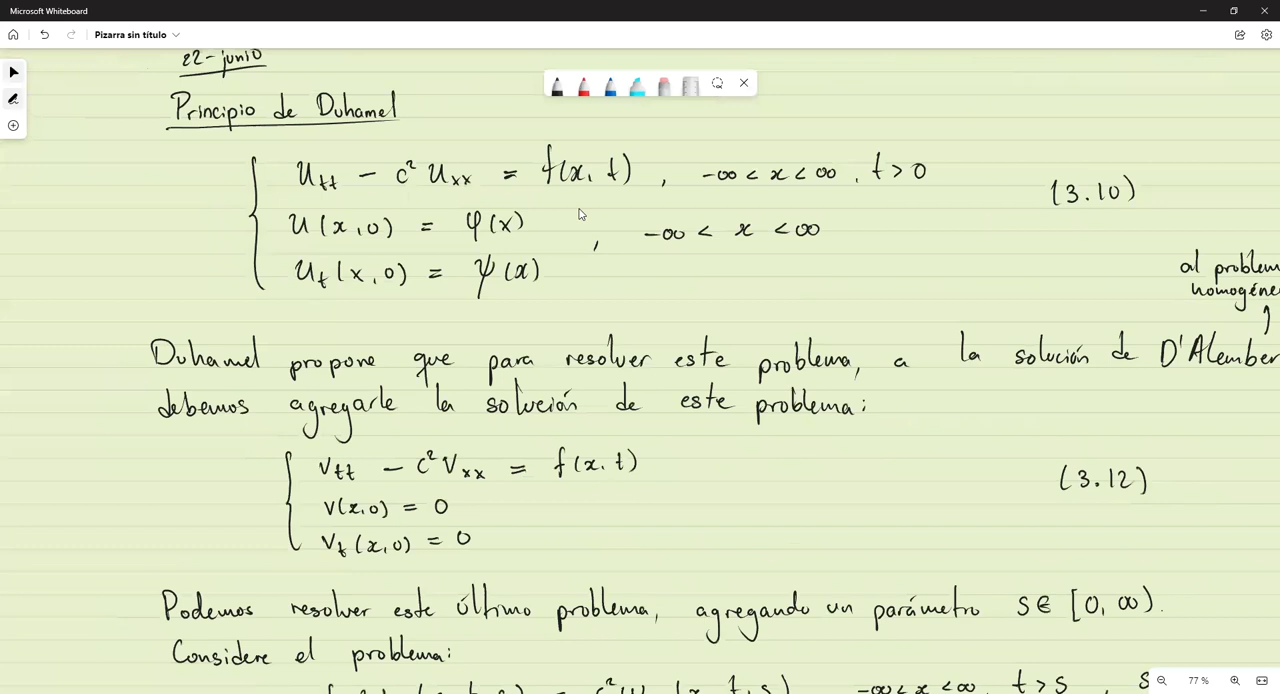 Microsoft Whiteboard
Pizarra sin título
22-junio
Principio de Duhamel
u_tt - c² u_xx = f(x, t) , -∞ < x < ∞ , t > 0 (3.10)
u(x,0) = φ(x) , -∞ < x < ∞
u_t(x,0) = ψ(x)
al problem
homogéne
Duhamel propone que para resolver este problema, a la solución de D'Alember
debemos agregarle la solución de este problema:
v_tt - c² v_xx = f(x, t)
v(x,0) = 0 (3.12)
v_t(x,0) = 0
Podemos resolver este último problema, agregando un parámetro s ∈ [0, ∞).
Considere el problema:
-∞ < x < ∞ t > s , s
77 %